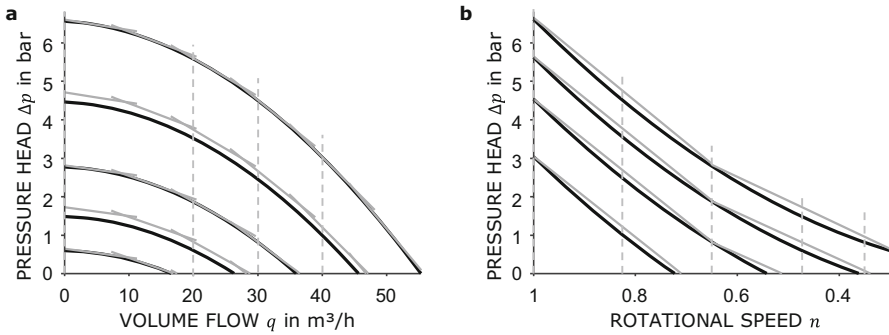 a
PRESSURE HEAD Δp in bar
6
5
4
3
2
1
0
0 10 20 30 40 50
VOLUME FLOW q in m³/h
b
PRESSURE HEAD Δp in bar
6
5
4
3
2
1
0
1 0.8 0.6 0.4
ROTATIONAL SPEED n